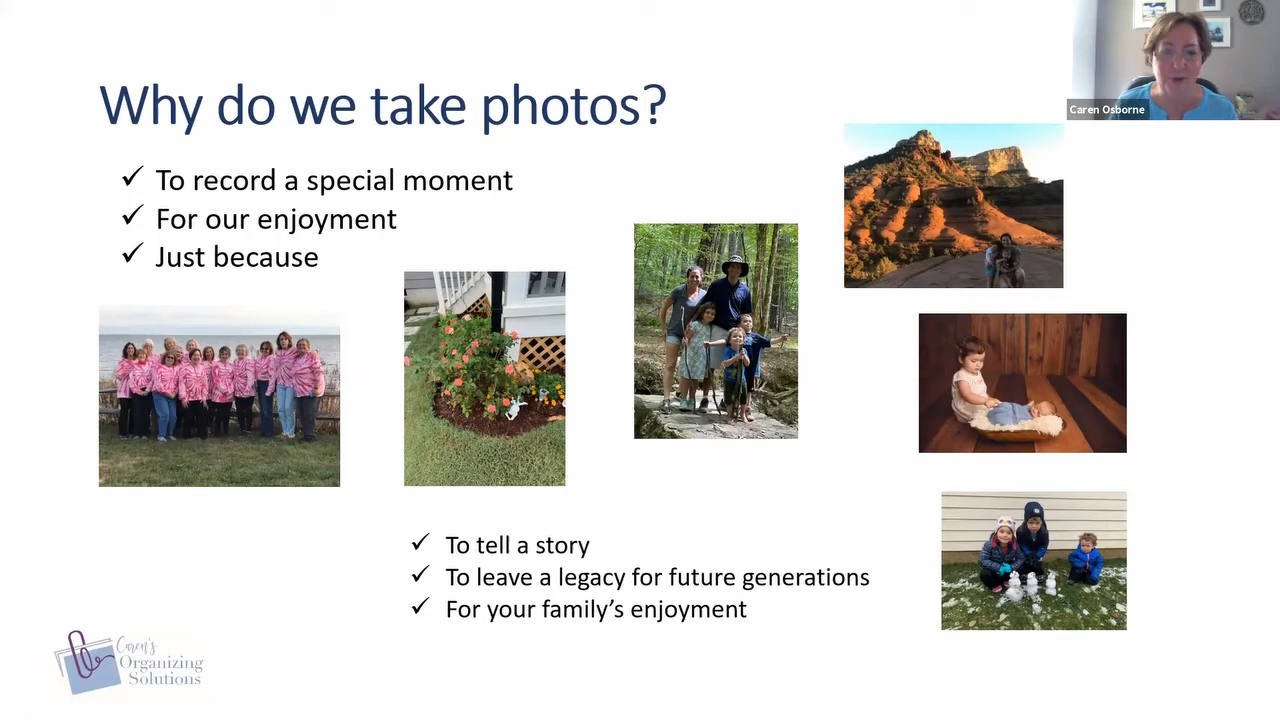 Caren Osborne
Why do we take photos?
✓ To record a special moment
✓ For our enjoyment
✓ Just because
✓ To tell a story
✓ To leave a legacy for future generations
✓ For your family’s enjoyment
Caren's
Organizing
Solutions